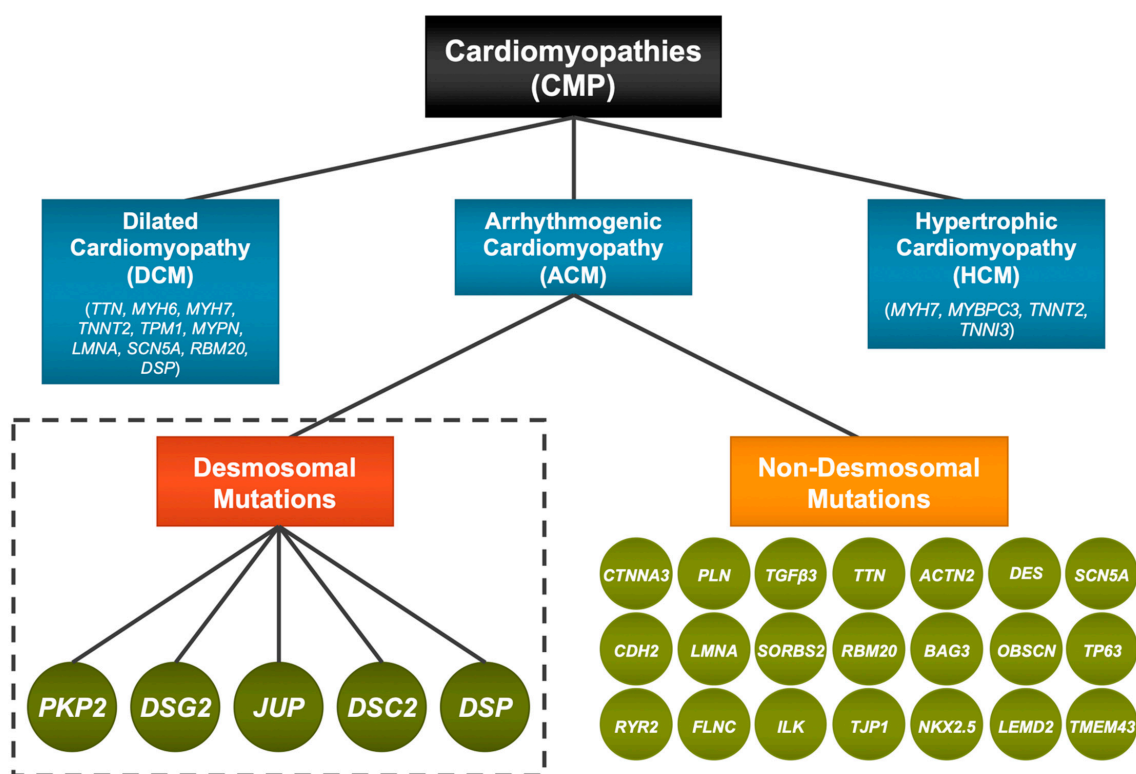 Cardiomyopathies
(CMP)
Dilated
Cardiomyopathy
(DCM)
(TTN, MYH6, MYH7,
TNNT2, TPM1, MYPN,
LMNA, SCN5A, RBM20,
DSP)
Arrhythmogenic
Cardiomyopathy
(ACM)
Hypertrophic
Cardiomyopathy
(HCM)
(MYH7, MYBPC3, TNNT2,
TNNI3)
Desmosomal
Mutations
PKP2
DSG2
JUP
DSC2
DSP
Non-Desmosomal
Mutations
CTNNA3
PLN
TGFβ3
TTN
ACTN2
DES
SCN5A
CDH2
LMNA
SORBS2
RBM20
BAG3
OBSCN
TP63
RYR2
FLNC
ILK
TJP1
NKX2.5
LEMD2
TMEM43